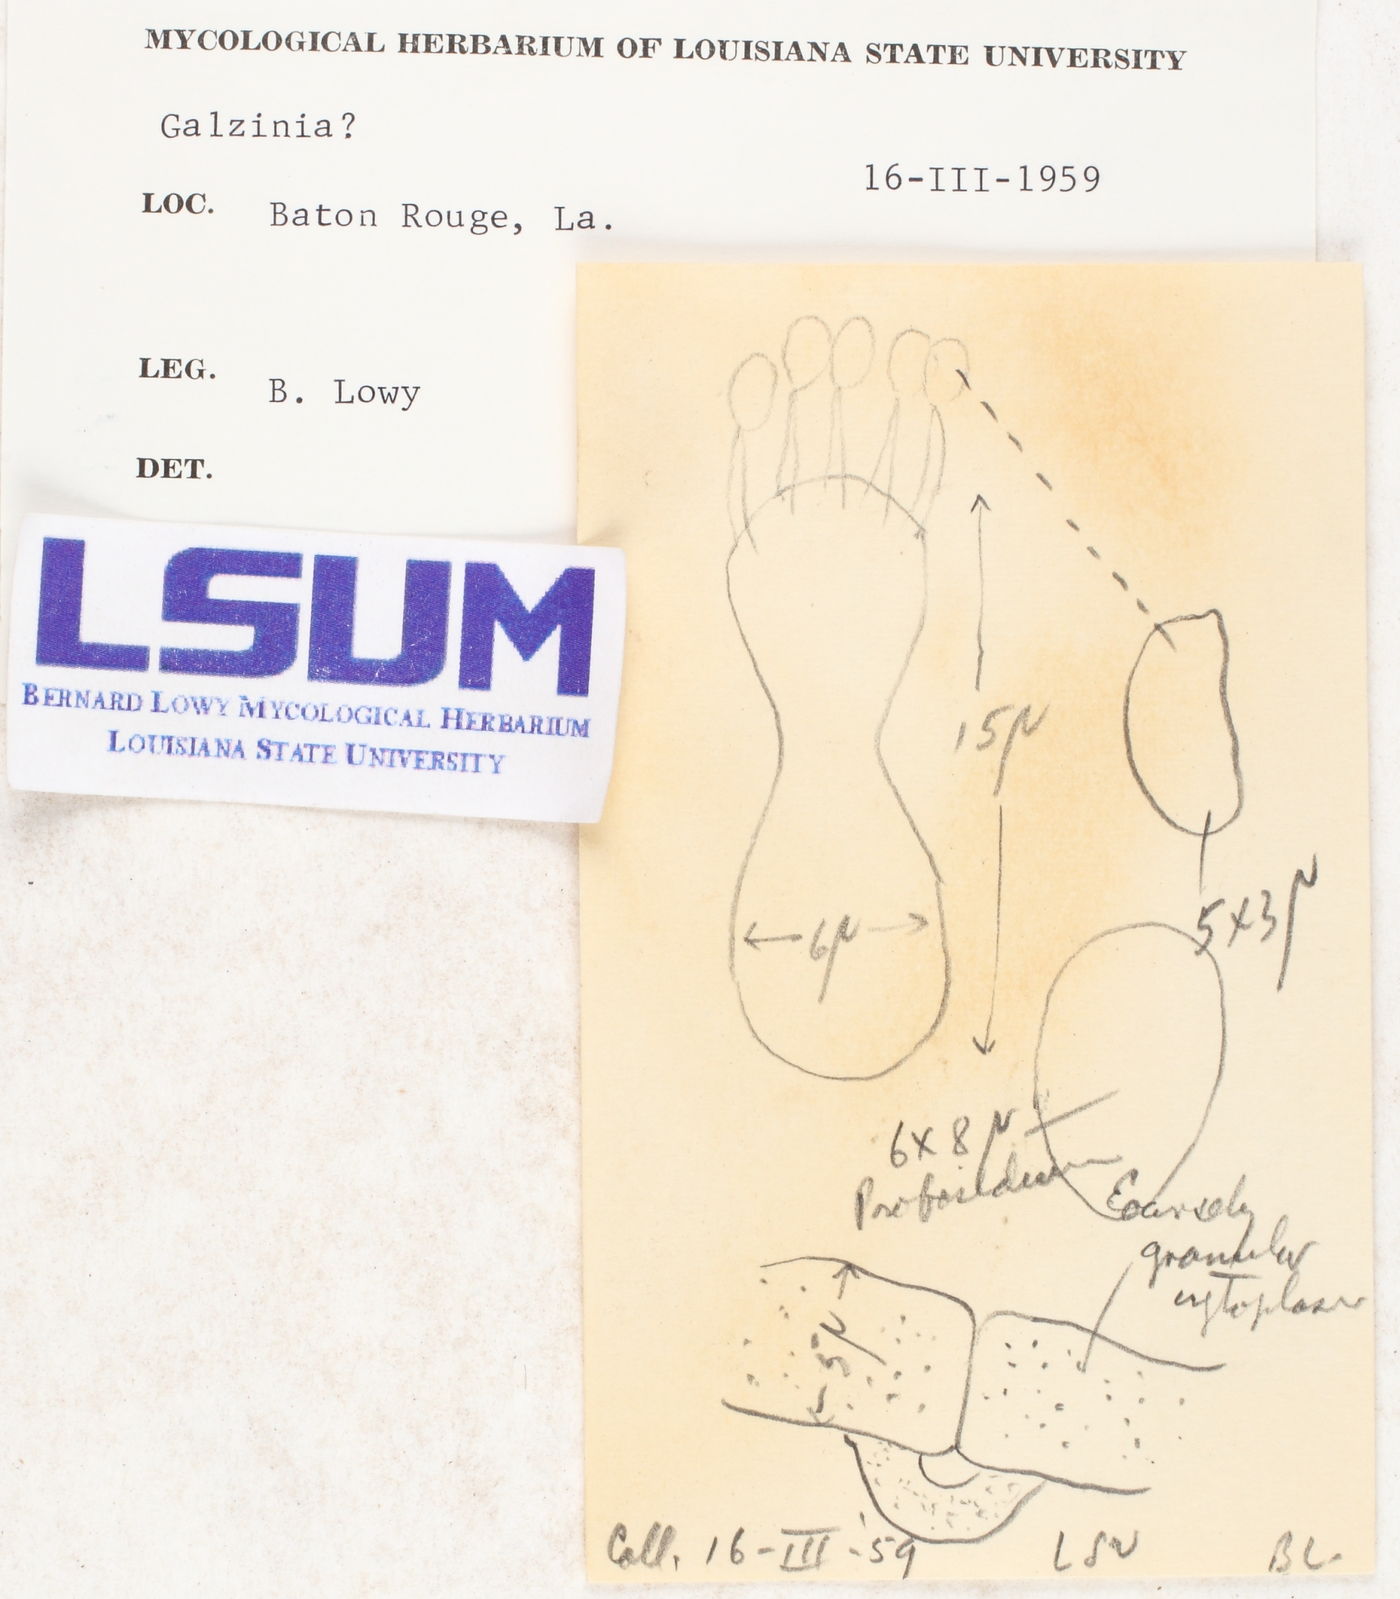 MYCOLOGICAL HERBARIUM OF LOUISIANA STATE UNIVERSITY
Galzinia?
16-III-1959
LOC. Baton Rouge, La.
LEG. B. Lowy
DET.
LSUM
BERNARD LOWY MYCOLOGICAL HERBARIUM
LOUISIANA STATE UNIVERSITY
15μ
5x3μ
6μ
6x8μ
Probasidium
Coarsely
granular
cytoplasm
5μ
Coll. 16-III-'59 LSU BL.